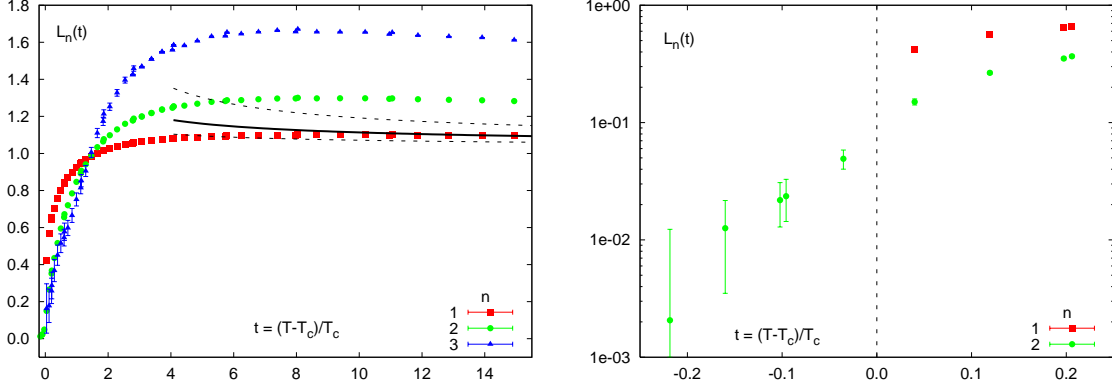 L_n(t)
1.8
1.6
1.4
1.2
1.0
0.8
0.6
0.4
0.2
0.0
0 2 4 6 8 10 12 14
t = (T-T_c)/T_c
n
1
2
3
L_n(t)
1e+00
1e-01
1e-02
1e-03
-0.2 -0.1 0.0 0.1 0.2
t = (T-T_c)/T_c
n
1
2